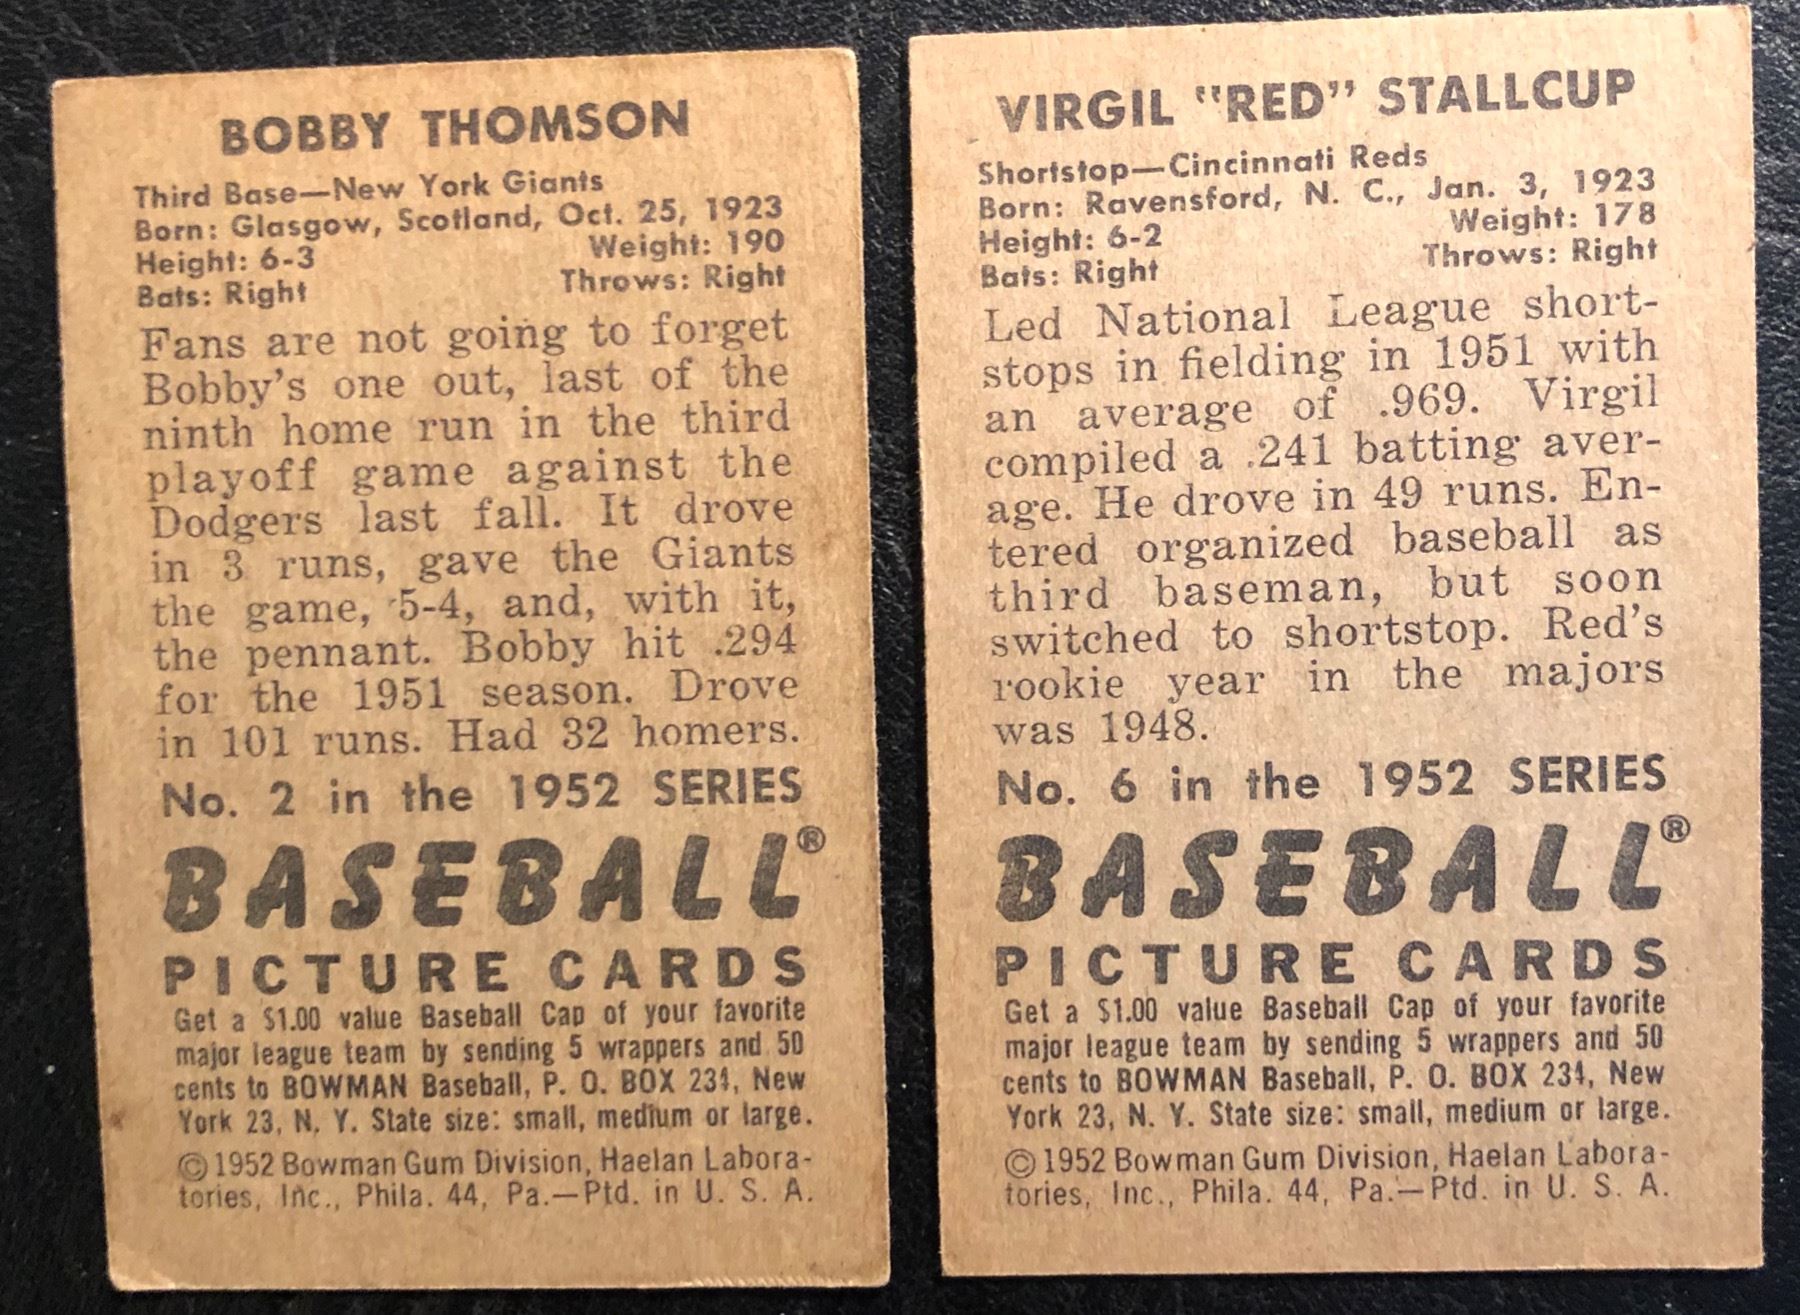 BOBBY THOMSON
Third Base—New York Giants
Born: Glasgow, Scotland, Oct. 25, 1923
Height: 6-3 Weight: 190
Bats: Right Throws: Right
Fans are not going to forget
Bobby's one out, last of the
ninth home run in the third
playoff game against the
Dodgers last fall. It drove
in 3 runs, gave the Giants
the game, 5-4, and, with it,
the pennant. Bobby hit .294
for the 1951 season. Drove
in 101 runs. Had 32 homers.
No. 2 in the 1952 SERIES
BASEBALL®
PICTURE CARDS
Get a $1.00 value Baseball Cap of your favorite
major league team by sending 5 wrappers and 50
cents to BOWMAN Baseball, P. O. BOX 231, New
York 23, N. Y. State size: small, medium or large.
©1952 Bowman Gum Division, Haelan Labora-
tories, Inc., Phila. 44, Pa.—Ptd. in U. S. A.
VIRGIL "RED" STALLCUP
Shortstop—Cincinnati Reds
Born: Ravensford, N. C., Jan. 3, 1923
Height: 6-2 Weight: 178
Bats: Right Throws: Right
Led National League short-
stops in fielding in 1951 with
an average of .969. Virgil
compiled a .241 batting aver-
age. He drove in 49 runs. En-
tered organized baseball as
third baseman, but soon
switched to shortstop. Red's
rookie year in the majors
was 1948.
No. 6 in the 1952 SERIES
BASEBALL®
PICTURE CARDS
Get a $1.00 value Baseball Cap of your favorite
major league team by sending 5 wrappers and 50
cents to BOWMAN Baseball, P. O. BOX 231, New
York 23, N. Y. State size: small, medium or large.
©1952 Bowman Gum Division, Haelan Labora-
tories, Inc., Phila. 44, Pa.—Ptd. in U. S. A.